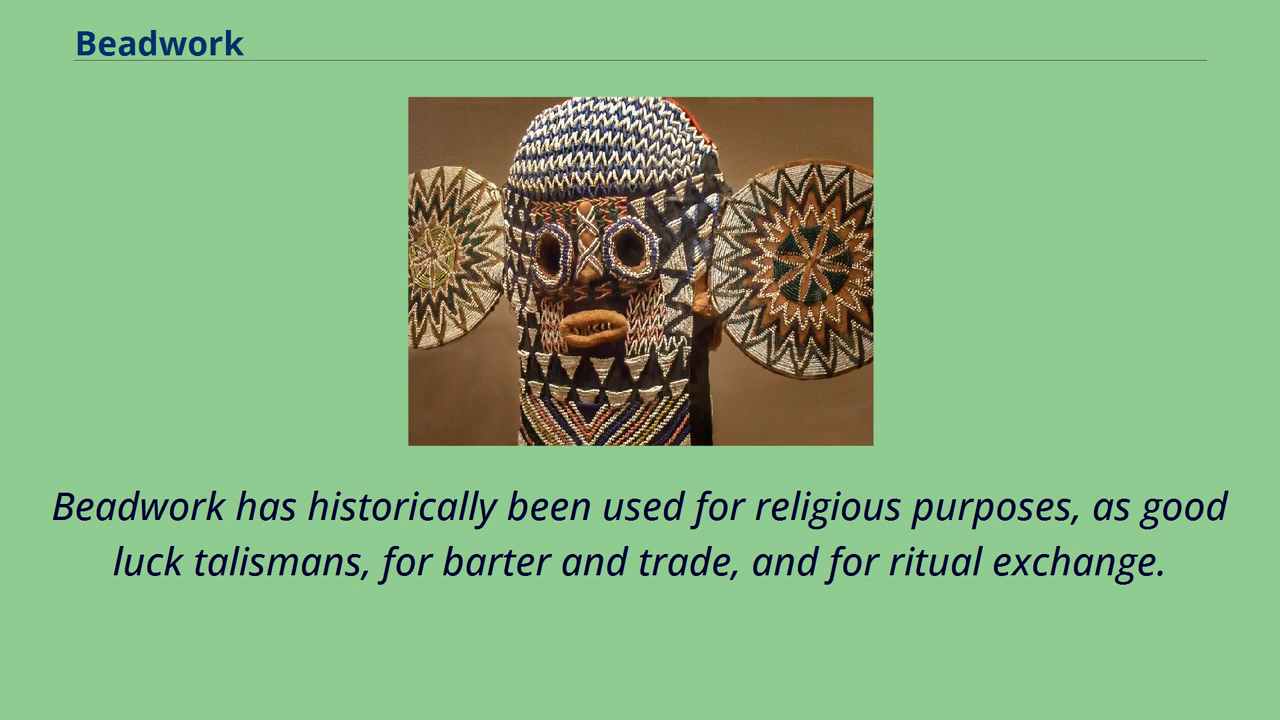 Beadwork
Beadwork has historically been used for religious purposes, as good
luck talismans, for barter and trade, and for ritual exchange.